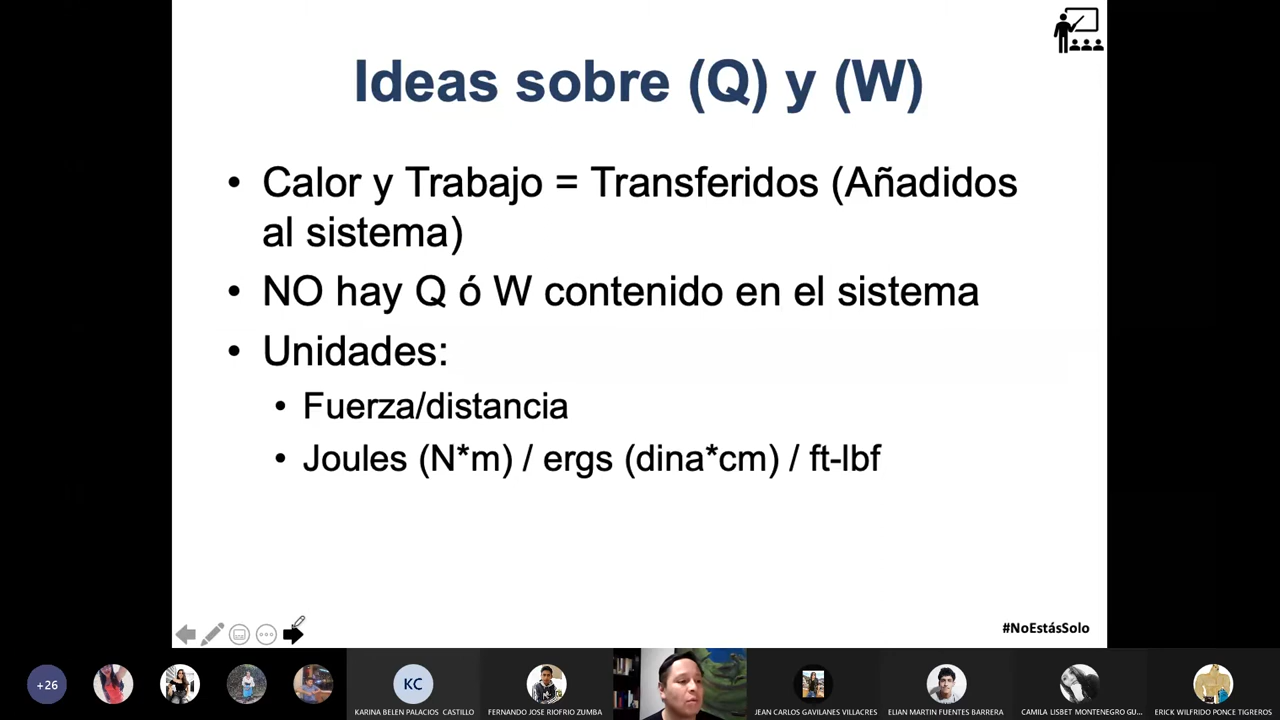 Ideas sobre (Q) y (W)
• Calor y Trabajo = Transferidos (Añadidos
al sistema)
• NO hay Q ó W contenido en el sistema
• Unidades:
• Fuerza/distancia
• Joules (N*m) / ergs (dina*cm) / ft-lbf
#NoEstásSolo
+26
KC
KARINA BELEN PALACIOS CASTILLO
FERNANDO JOSE RIOFRIO ZUMBA
JEAN CARLOS GAVILANES VILLACRES
ELIAN MARTIN FUENTES BARRERA
CAMILA LISBET MONTENEGRO GU...
ERICK WILFRIDO PONCE TIGREROS